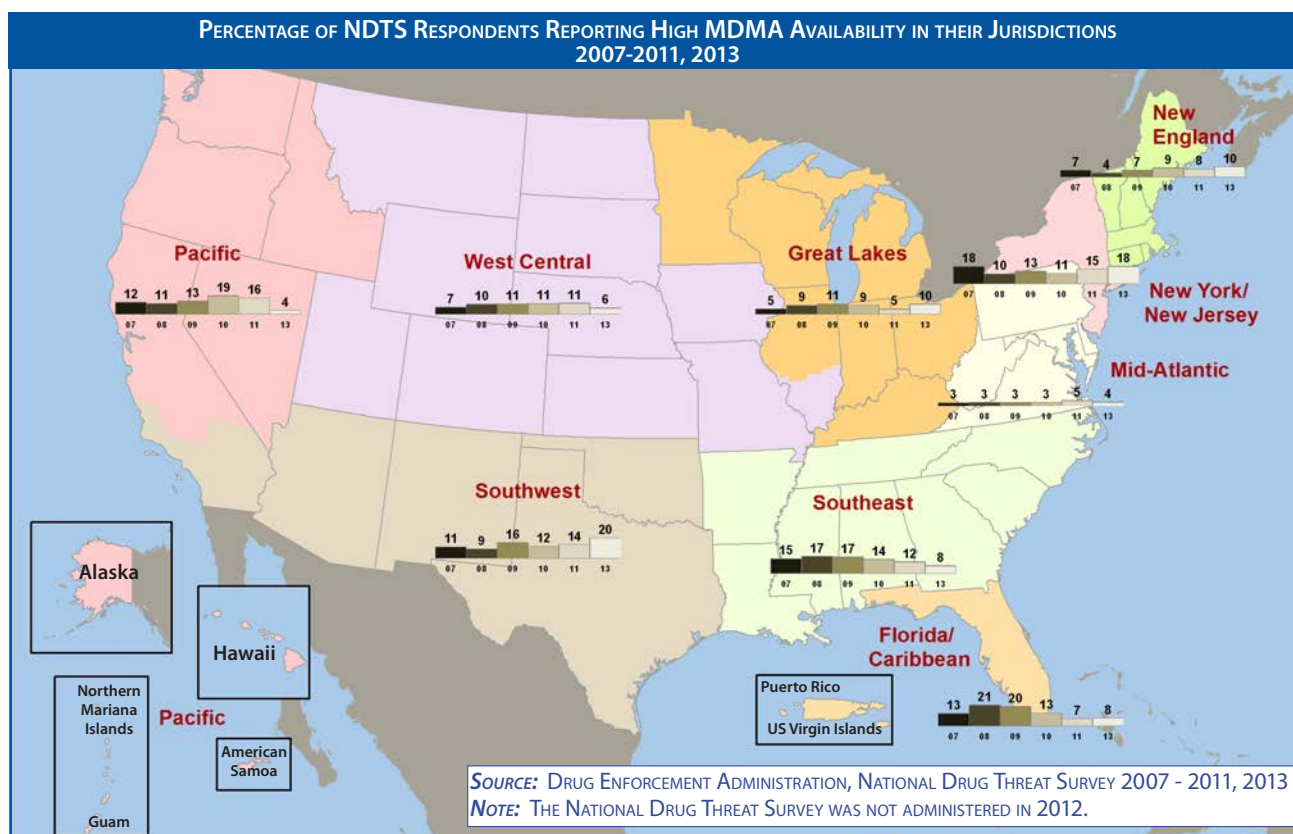 PERCENTAGE OF NDTS RESPONDENTS REPORTING HIGH MDMA AVAILABILITY IN THEIR JURISDICTIONS
2007-2011, 2013
New
England
7 4 7 9 8 10
07 08 09 10 11 13
Pacific
12 11 13 19 16 4
07 08 09 10 11 13
West Central
7 10 11 11 11 6
07 08 09 10 11 13
Great Lakes
5 9 11 9 5 10
07 08 09 10 11 13
18 10 13 11 15 18
07 08 09 10 11 13
New York/
New Jersey
Mid-Atlantic
3 3 3 3 5 4
07 08 09 10 11 13
Southwest
11 9 16 12 14 20
07 08 09 10 11 13
Southeast
15 17 17 14 12 8
07 08 09 10 11 13
Florida/
Caribbean
13 21 20 13 7 8
07 08 09 10 11 13
Alaska
Hawaii
Northern
Mariana
Islands
Guam
Pacific
American
Samoa
Puerto Rico
US Virgin Islands
SOURCE: DRUG ENFORCEMENT ADMINISTRATION, NATIONAL DRUG THREAT SURVEY 2007 - 2011, 2013
NOTE: THE NATIONAL DRUG THREAT SURVEY WAS NOT ADMINISTERED IN 2012.